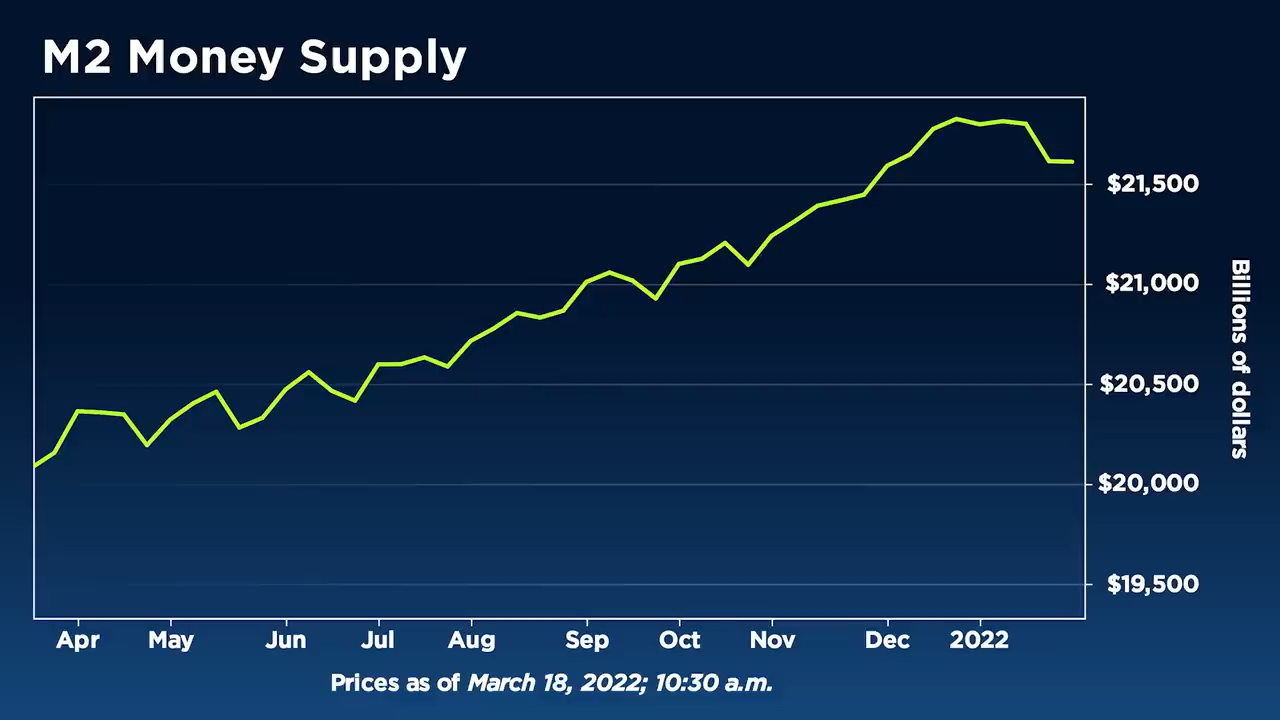 M2 Money Supply
$21,500
$21,000
$20,500
$20,000
$19,500
Billions of dollars
Apr May Jun Jul Aug Sep Oct Nov Dec 2022
Prices as of March 18, 2022; 10:30 a.m.